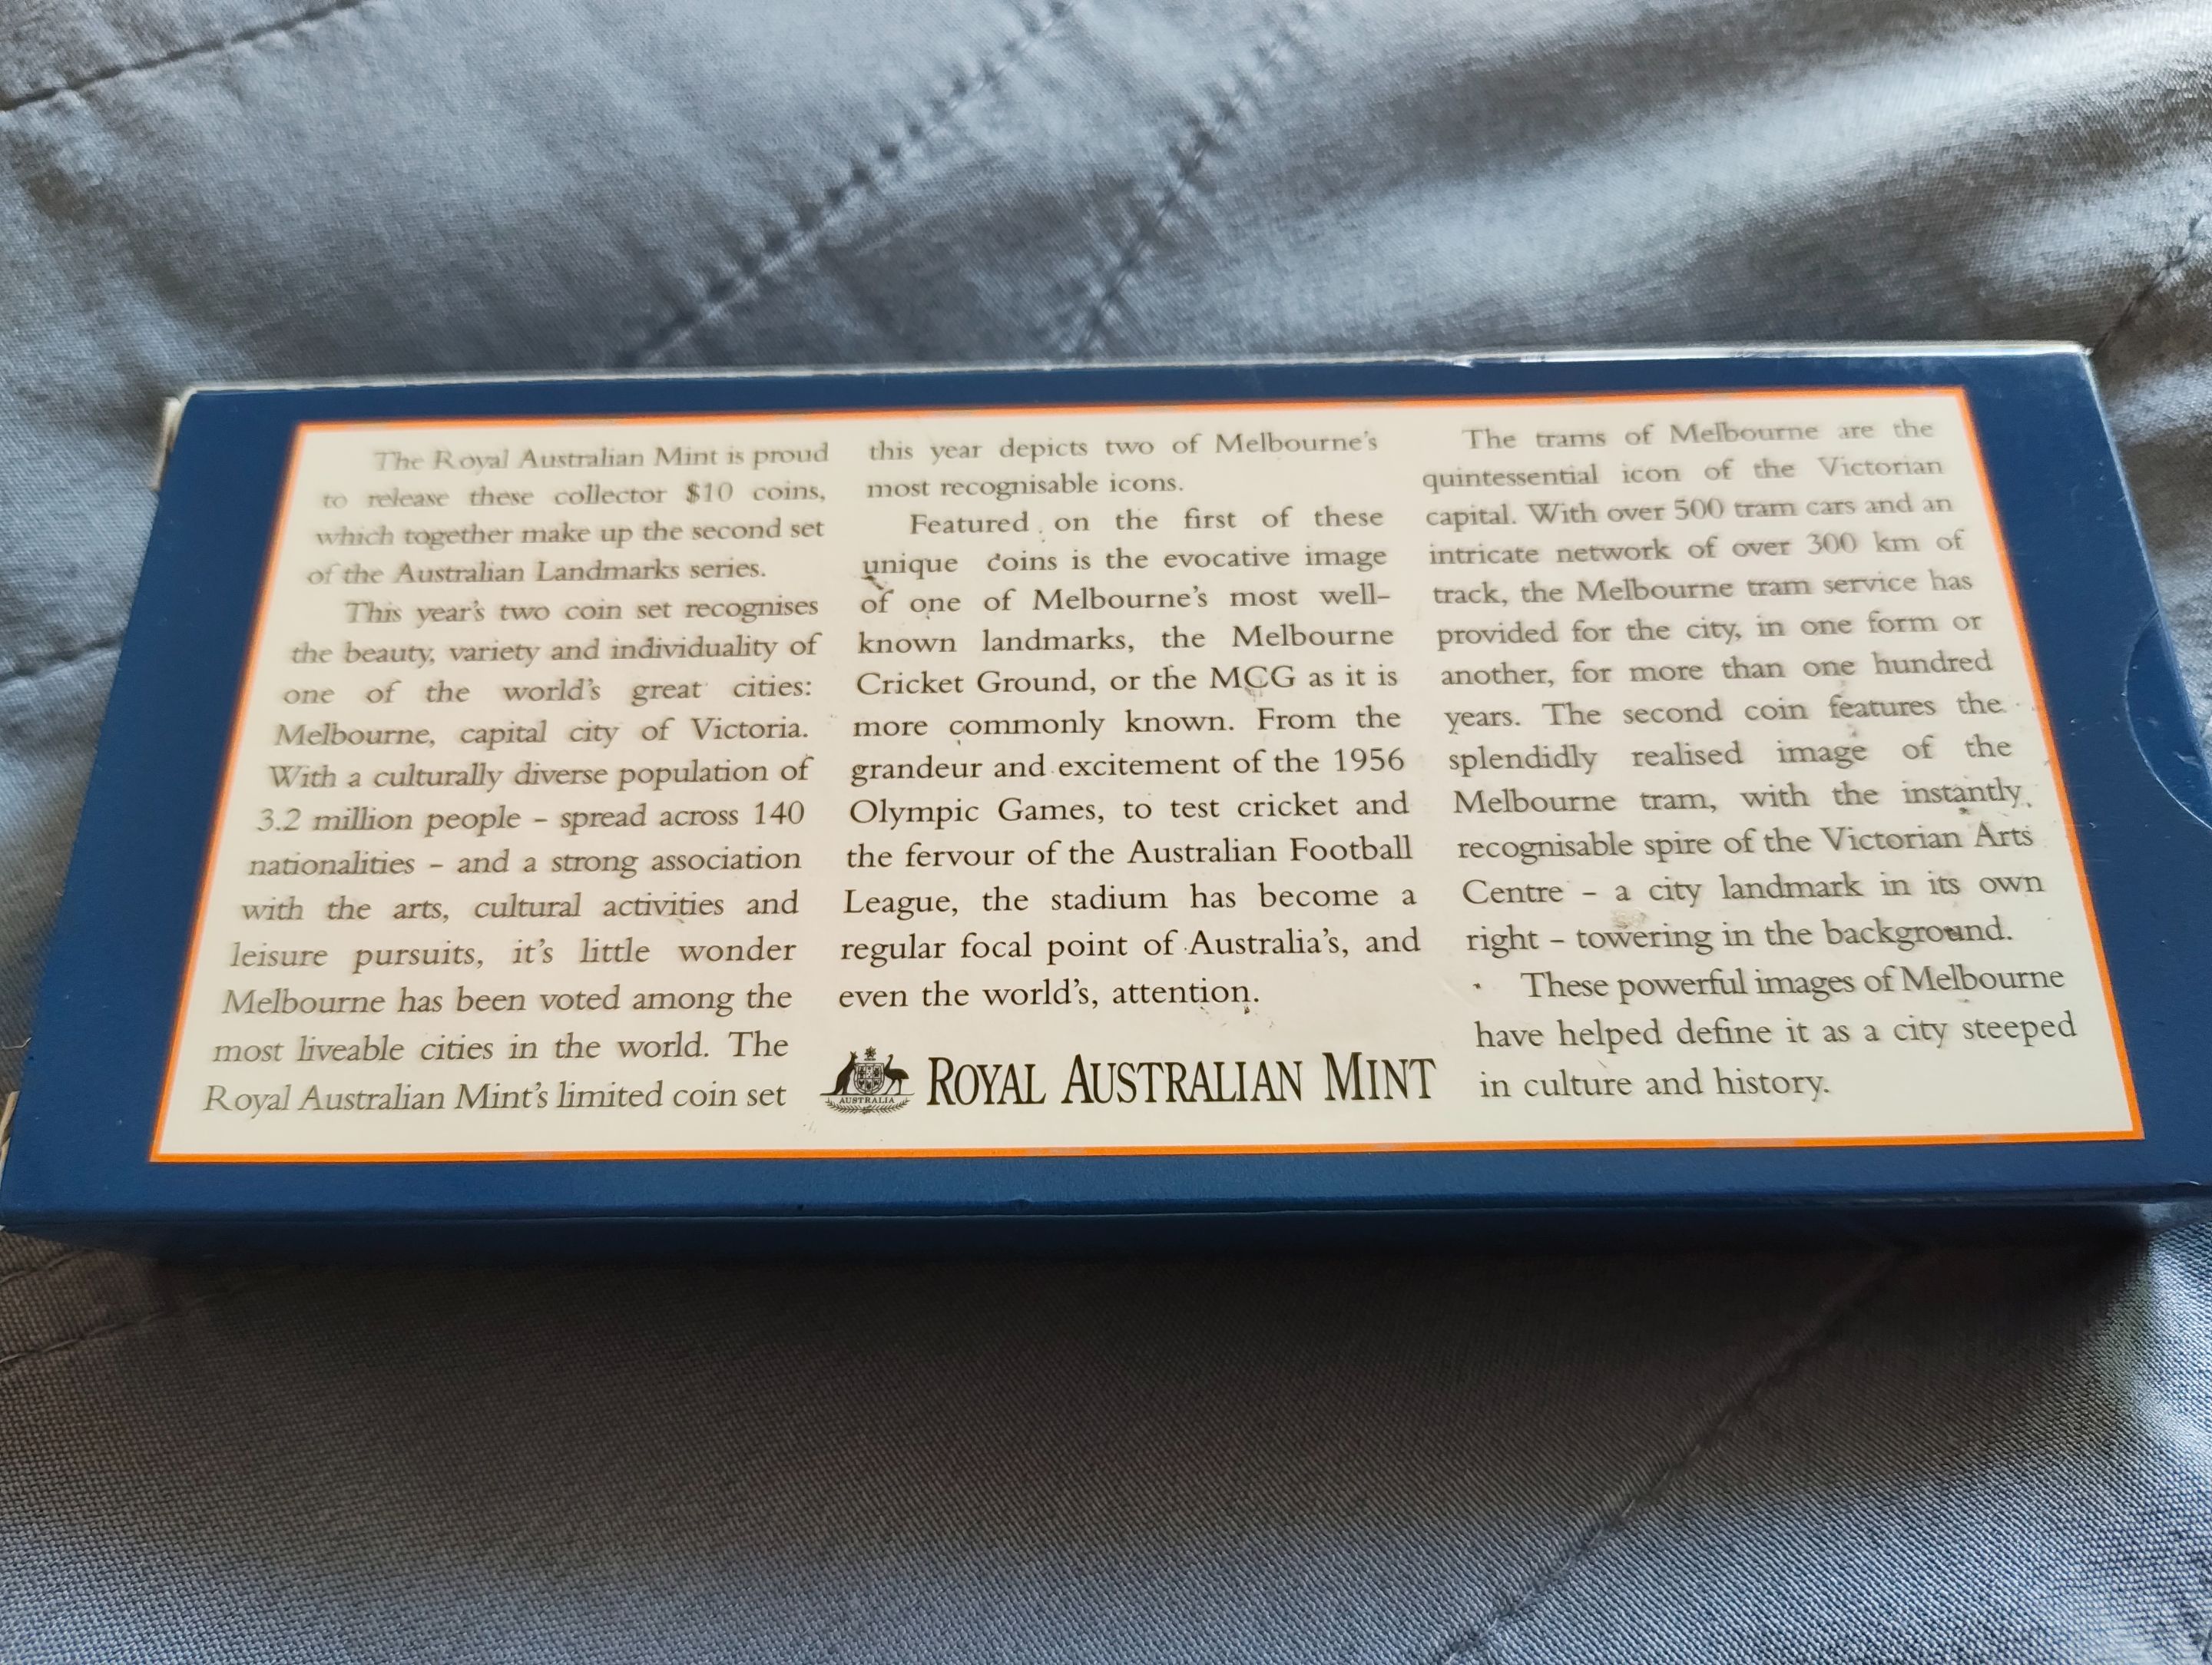 The Royal Australian Mint is proud
to release these collector $10 coins,
which together make up the second set
of the Australian Landmarks series.
This year's two coin set recognises
the beauty, variety and individuality of
one of the world's great cities:
Melbourne, capital city of Victoria.
With a culturally diverse population of
3.2 million people – spread across 140
nationalities – and a strong association
with the arts, cultural activities and
leisure pursuits, it's little wonder
Melbourne has been voted among the
most liveable cities in the world. The
Royal Australian Mint's limited coin set
this year depicts two of Melbourne's
most recognisable icons.
Featured on the first of these
unique coins is the evocative image
of one of Melbourne's most well-
known landmarks, the Melbourne
Cricket Ground, or the MCG as it is
more commonly known. From the
grandeur and excitement of the 1956
Olympic Games, to test cricket and
the fervour of the Australian Football
League, the stadium has become a
regular focal point of Australia's, and
even the world's, attention.
AUSTRALIA
ROYAL AUSTRALIAN MINT
The trams of Melbourne are the
quintessential icon of the Victorian
capital. With over 500 tram cars and an
intricate network of over 300 km of
track, the Melbourne tram service has
provided for the city, in one form or
another, for more than one hundred
years. The second coin features the
splendidly realised image of the
Melbourne tram, with the instantly
recognisable spire of the Victorian Arts
Centre – a city landmark in its own
right – towering in the background.
These powerful images of Melbourne
have helped define it as a city steeped
in culture and history.